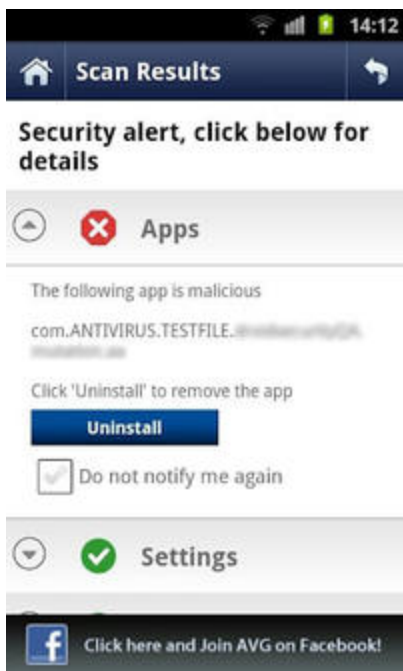 14:12
Scan Results
Security alert, click below for
details
Apps
The following app is malicious
com.ANTIVIRUS.TESTFILE.
Click 'Uninstall' to remove the app
Uninstall
Do not notify me again
Settings
Click here and Join AVG on Facebook!